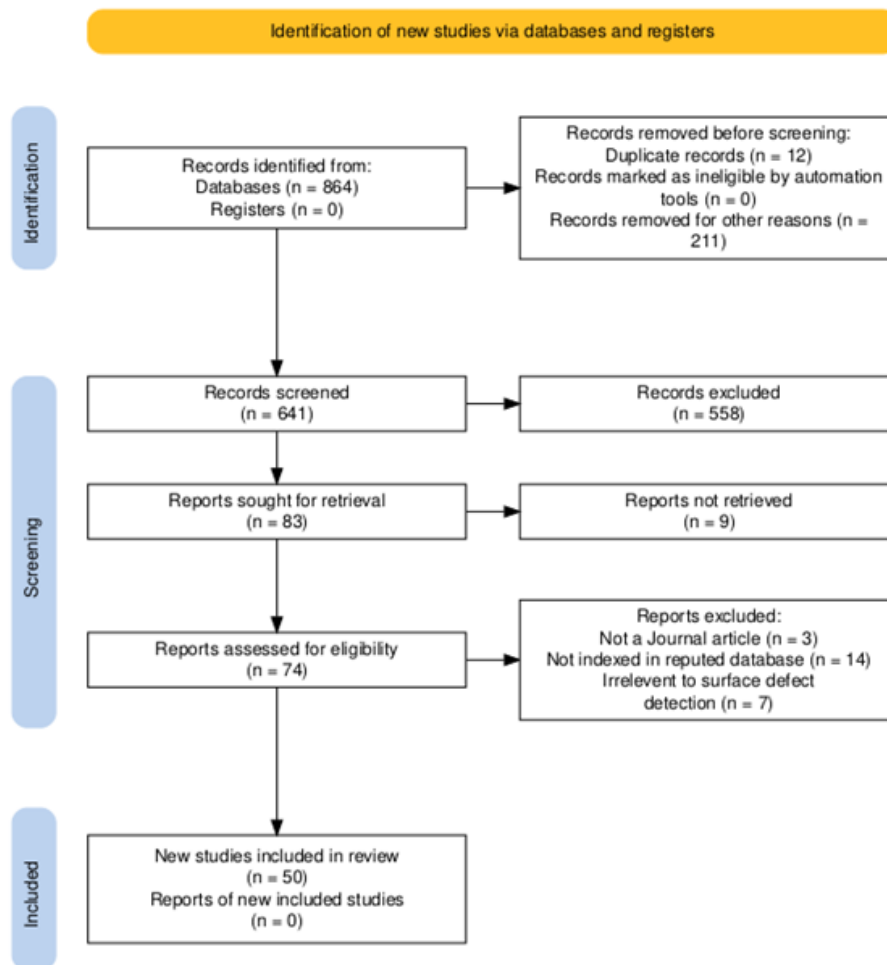 Identification of new studies via databases and registers
Identification
Records identified from:
Databases (n = 864)
Registers (n = 0)
Records removed before screening:
Duplicate records (n = 12)
Records marked as ineligible by automation
tools (n = 0)
Records removed for other reasons (n =
211)
Screening
Records screened
(n = 641)
Records excluded
(n = 558)
Reports sought for retrieval
(n = 83)
Reports not retrieved
(n = 9)
Reports assessed for eligibility
(n = 74)
Reports excluded:
Not a Journal article (n = 3)
Not indexed in reputed database (n = 14)
Irrelevent to surface defect
detection (n = 7)
Included
New studies included in review
(n = 50)
Reports of new included studies
(n = 0)